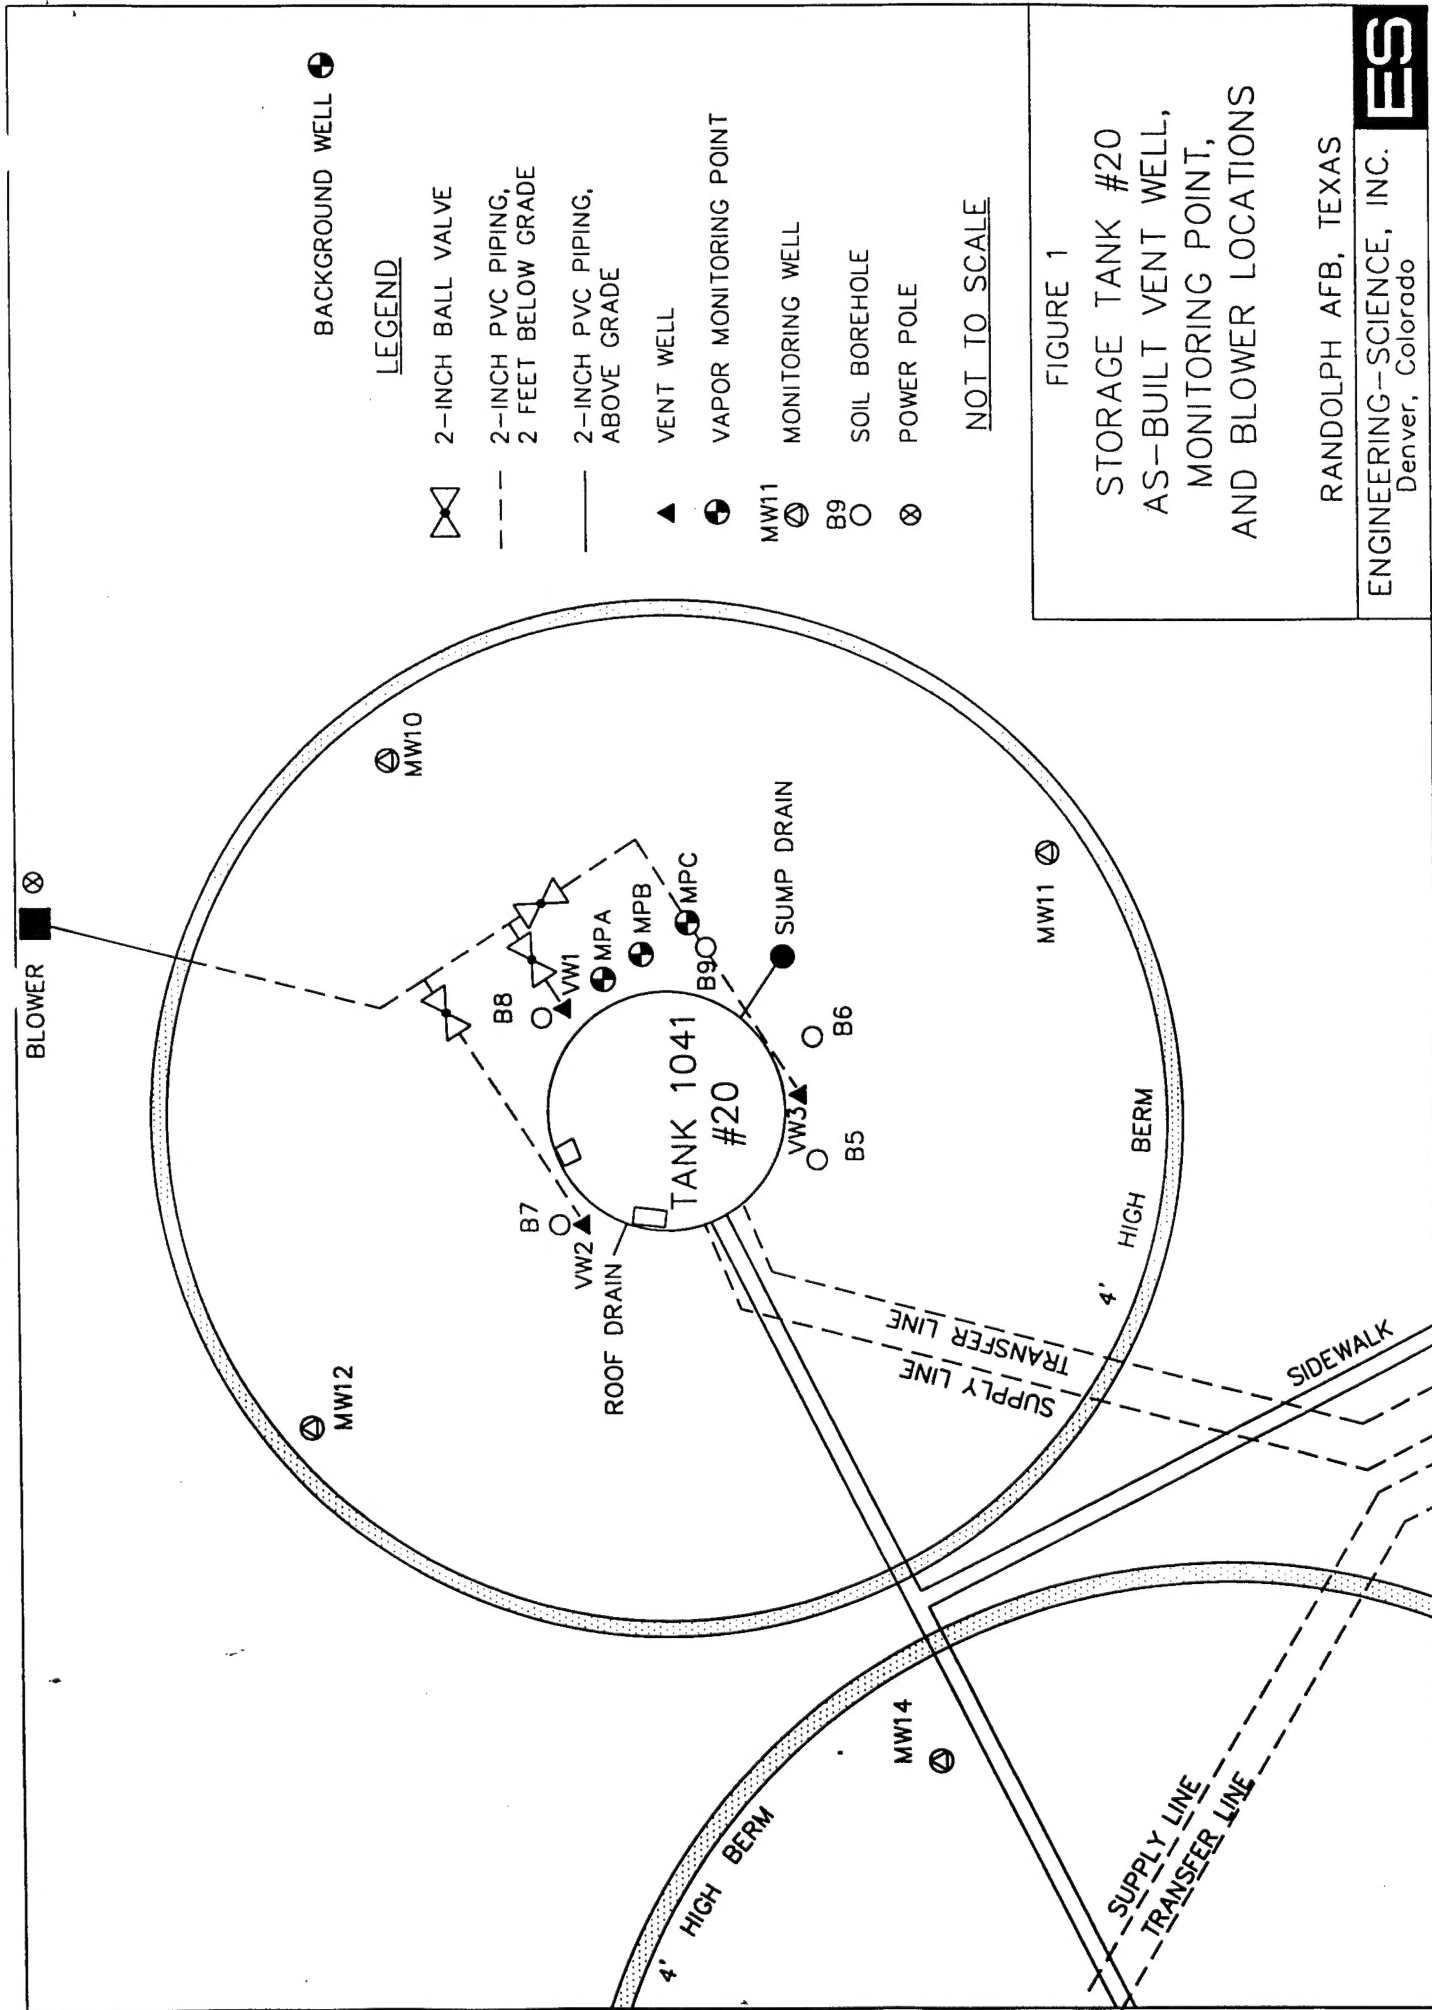 BLOWER
BACKGROUND WELL
LEGEND
2-INCH BALL VALVE
2-INCH PVC PIPING,
2 FEET BELOW GRADE
2-INCH PVC PIPING,
ABOVE GRADE
VENT WELL
VAPOR MONITORING POINT
MW11
MONITORING WELL
B9
SOIL BOREHOLE
POWER POLE
NOT TO SCALE
MW12
MW10
B7
VW2
B8
VW1
MPA
MPB
MPC
B9
ROOF DRAIN
TANK 1041
#20
SUMP DRAIN
VW3
B5
B6
MW11
4' HIGH BERM
TRANSFER LINE
SUPPLY LINE
SIDEWALK
MW14
4' HIGH BERM
SUPPLY LINE
TRANSFER LINE
FIGURE 1
STORAGE TANK #20
AS-BUILT VENT WELL,
MONITORING POINT,
AND BLOWER LOCATIONS
RANDOLPH AFB, TEXAS
ENGINEERING-SCIENCE, INC.
Denver, Colorado
ES